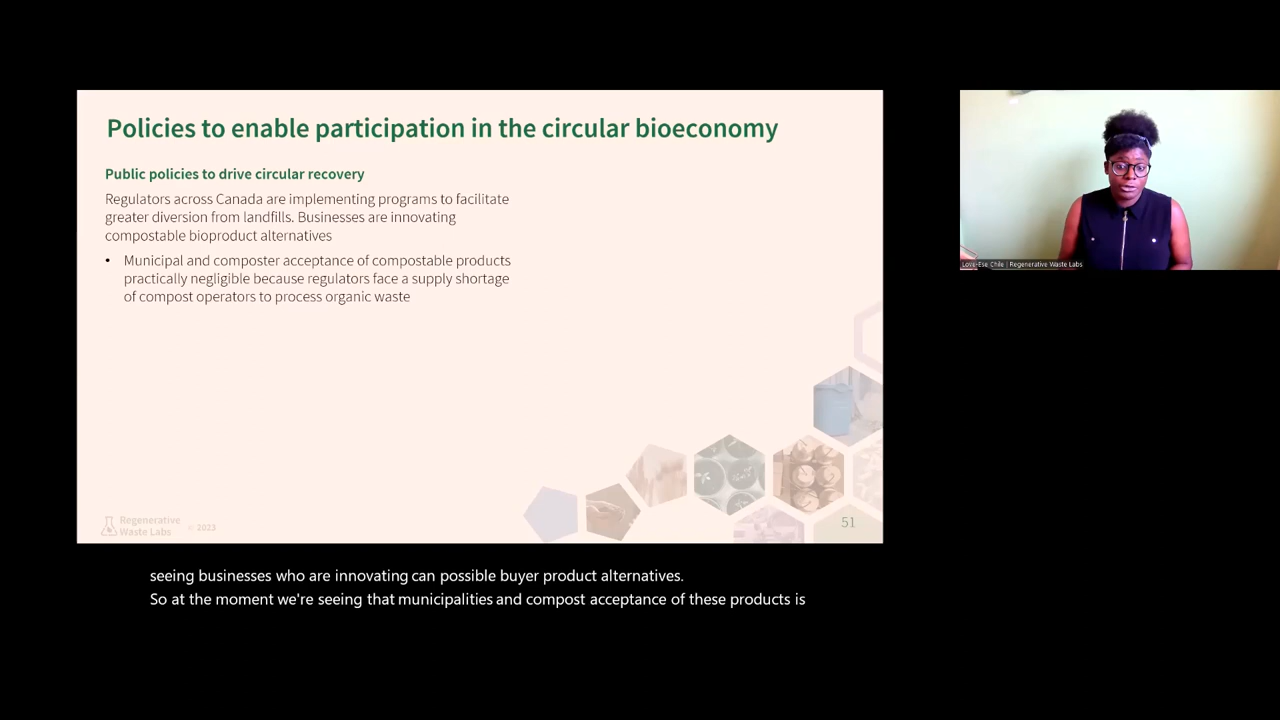 Policies to enable participation in the circular bioeconomy
Public policies to drive circular recovery
Regulators across Canada are implementing programs to facilitate
greater diversion from landfills. Businesses are innovating
compostable bioproduct alternatives
• Municipal and composter acceptance of compostable products
practically negligible because regulators face a supply shortage
of compost operators to process organic waste
Regenerative
Waste Labs
© 2023
51
Love-Ese Chile | Regenerative Waste Labs
seeing businesses who are innovating can possible buyer product alternatives.
So at the moment we're seeing that municipalities and compost acceptance of these products is